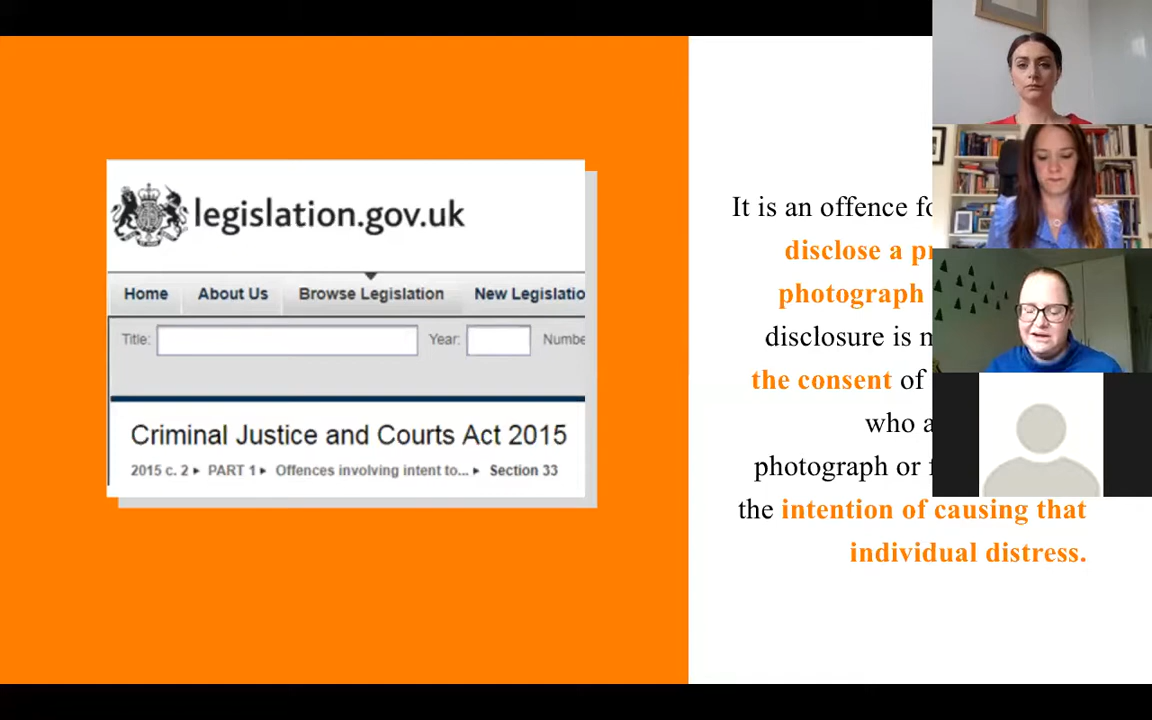 legislation.gov.uk
Home About Us Browse Legislation New Legislatio
Title: Year: Numbe
Criminal Justice and Courts Act 2015
2015 c. 2 ▸ PART 1 ▸ Offences involving intent to... ▸ Section 33
It is an offence fo
disclose a pr
photograph
disclosure is m
the consent of
who a
photograph or f
the intention of causing that
individual distress.